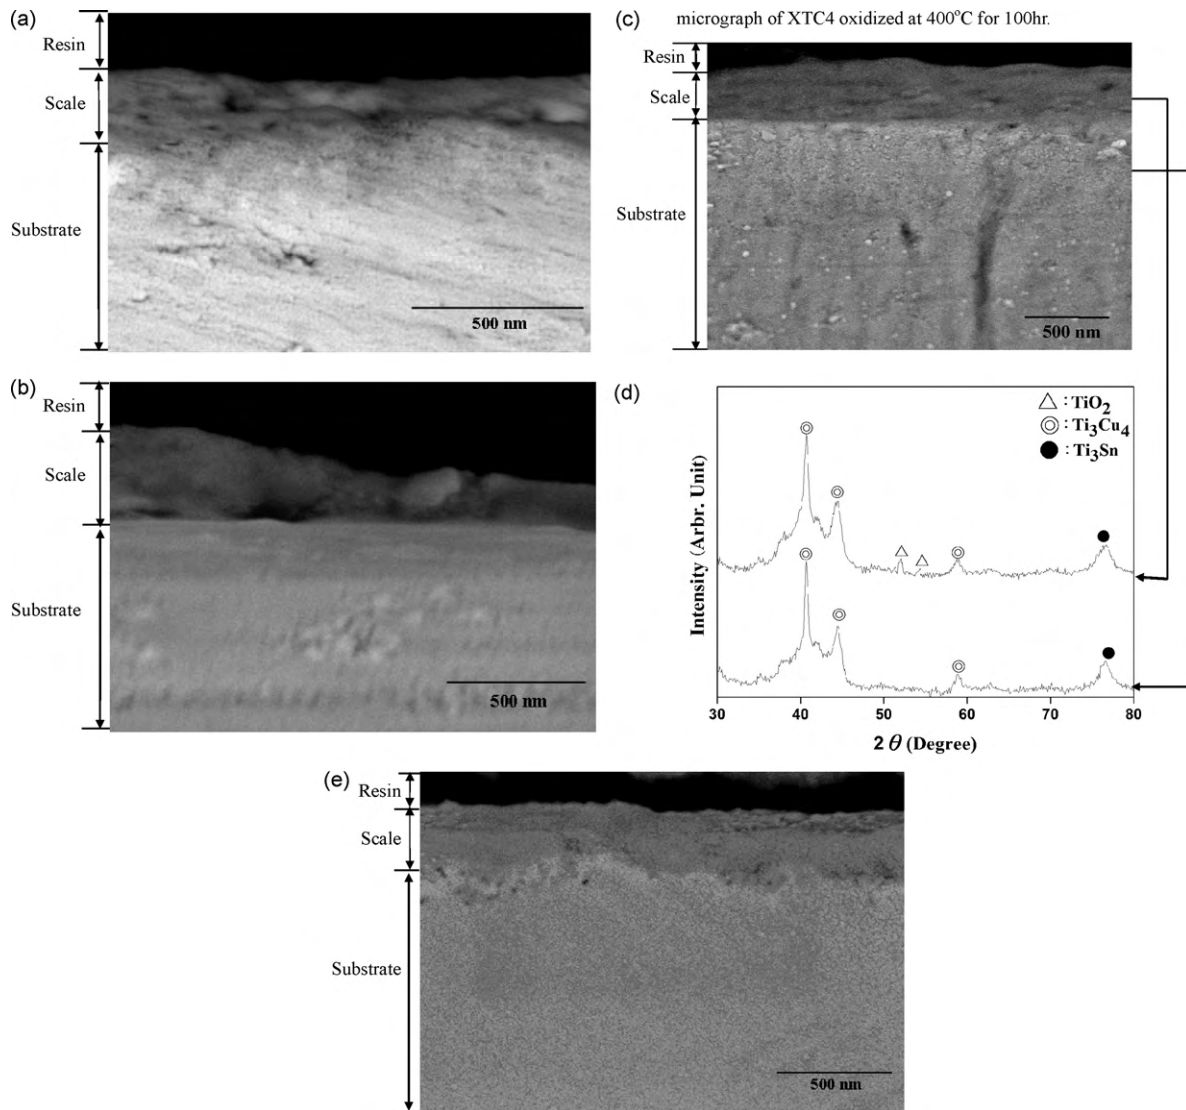 (a)
Resin
Scale
Substrate
500 nm
(b)
Resin
Scale
Substrate
500 nm
(c) micrograph of XTC4 oxidized at 400°C for 100hr.
Resin
Scale
Substrate
500 nm
(d)
△ : TiO2
◎ : Ti3Cu4
● : Ti3Sn
Intensity (Arbr. Unit)
30 40 50 60 70 80
2 θ (Degree)
(e)
Resin
Scale
Substrate
500 nm